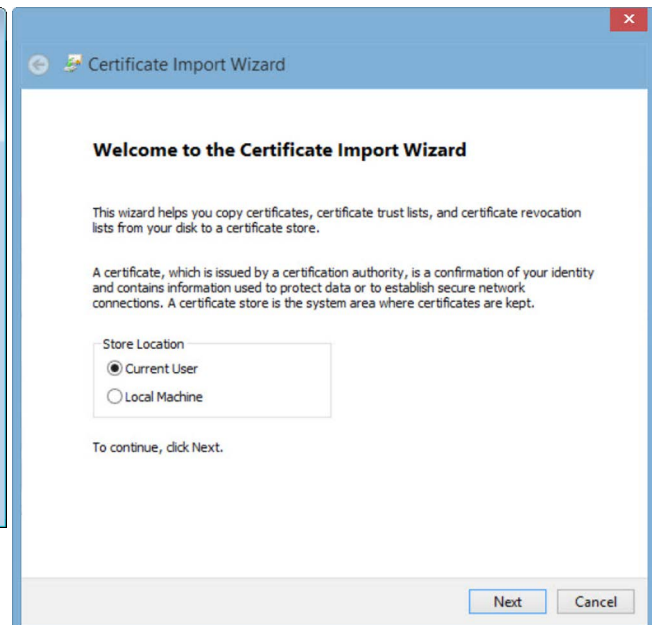 Certificate Import Wizard
Welcome to the Certificate Import Wizard
This wizard helps you copy certificates, certificate trust lists, and certificate revocation
lists from your disk to a certificate store.
A certificate, which is issued by a certification authority, is a confirmation of your identity
and contains information used to protect data or to establish secure network
connections. A certificate store is the system area where certificates are kept.
Store Location
Current User
Local Machine
To continue, click Next.
Next Cancel